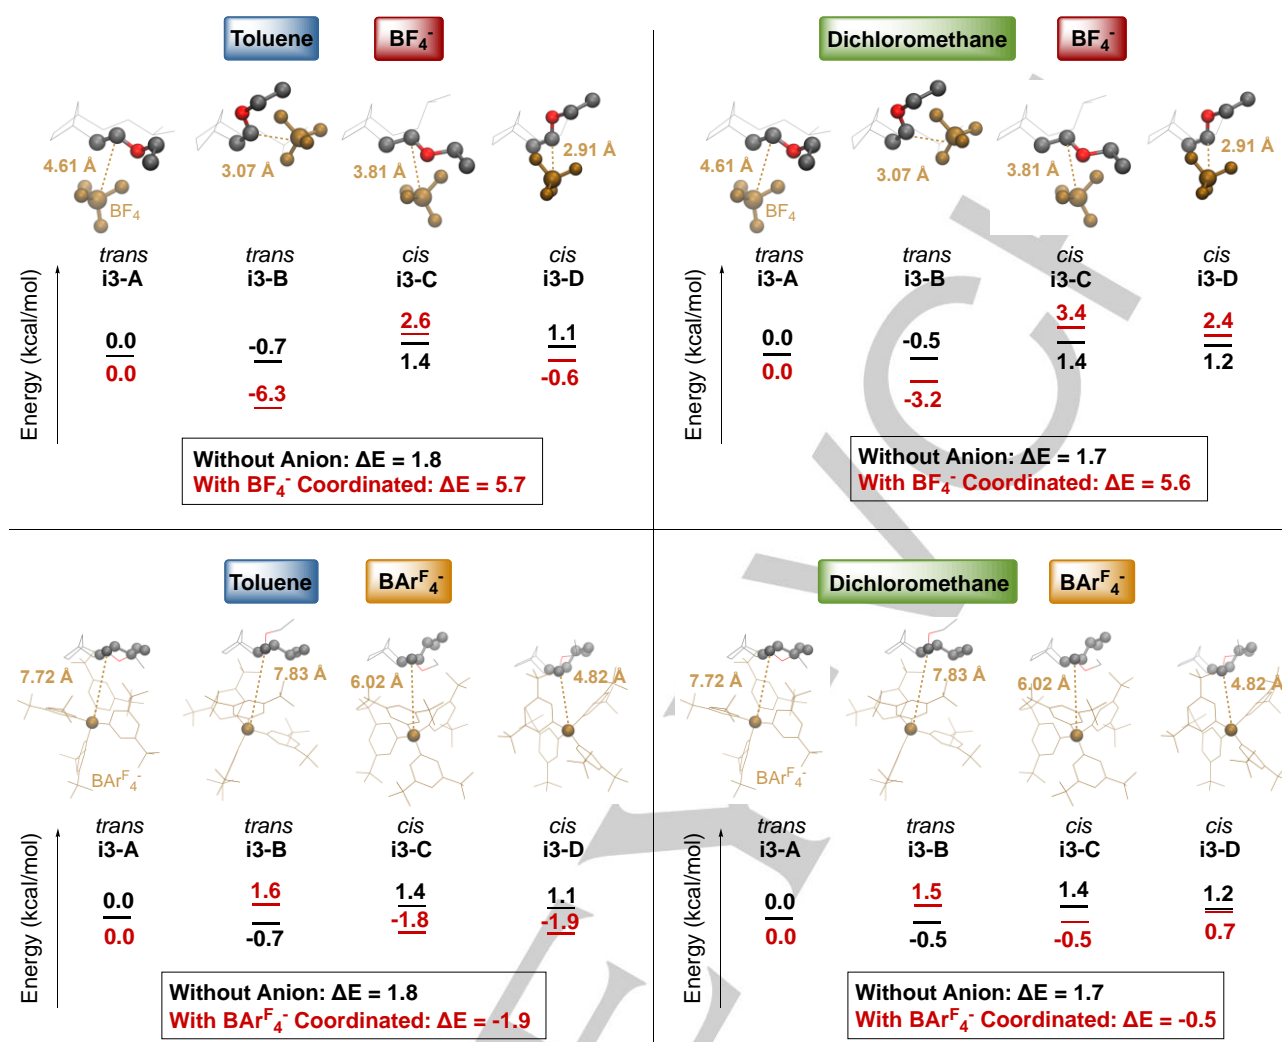 Toluene
BF4-
4.61 Å
3.07 Å
3.81 Å
2.91 Å
BF4
trans
i3-A
trans
i3-B
cis
i3-C
cis
i3-D
Energy (kcal/mol)
0.0
0.0
-0.7
-6.3
2.6
1.4
1.1
-0.6
Without Anion: ΔE = 1.8
With BF4- Coordinated: ΔE = 5.7
Dichloromethane
BF4-
4.61 Å
3.07 Å
3.81 Å
2.91 Å
BF4
trans
i3-A
trans
i3-B
cis
i3-C
cis
i3-D
Energy (kcal/mol)
0.0
0.0
-0.5
-3.2
3.4
1.4
2.4
1.2
Without Anion: ΔE = 1.7
With BF4- Coordinated: ΔE = 5.6
Toluene
BArF4-
7.72 Å
7.83 Å
6.02 Å
4.82 Å
BArF4-
trans
i3-A
trans
i3-B
cis
i3-C
cis
i3-D
Energy (kcal/mol)
0.0
0.0
1.6
-0.7
1.4
-1.8
1.1
-1.9
Without Anion: ΔE = 1.8
With BArF4- Coordinated: ΔE = -1.9
Dichloromethane
BArF4-
7.72 Å
7.83 Å
6.02 Å
4.82 Å
BArF4-
trans
i3-A
trans
i3-B
cis
i3-C
cis
i3-D
Energy (kcal/mol)
0.0
0.0
1.5
-0.5
1.4
-0.5
1.2
0.7
Without Anion: ΔE = 1.7
With BArF4- Coordinated: ΔE = -0.5